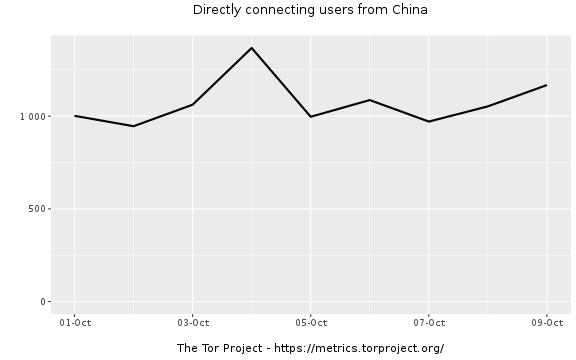 Directly connecting users from China
1 000
500
0
01-Oct 03-Oct 05-Oct 07-Oct 09-Oct
The Tor Project - https://metrics.torproject.org/